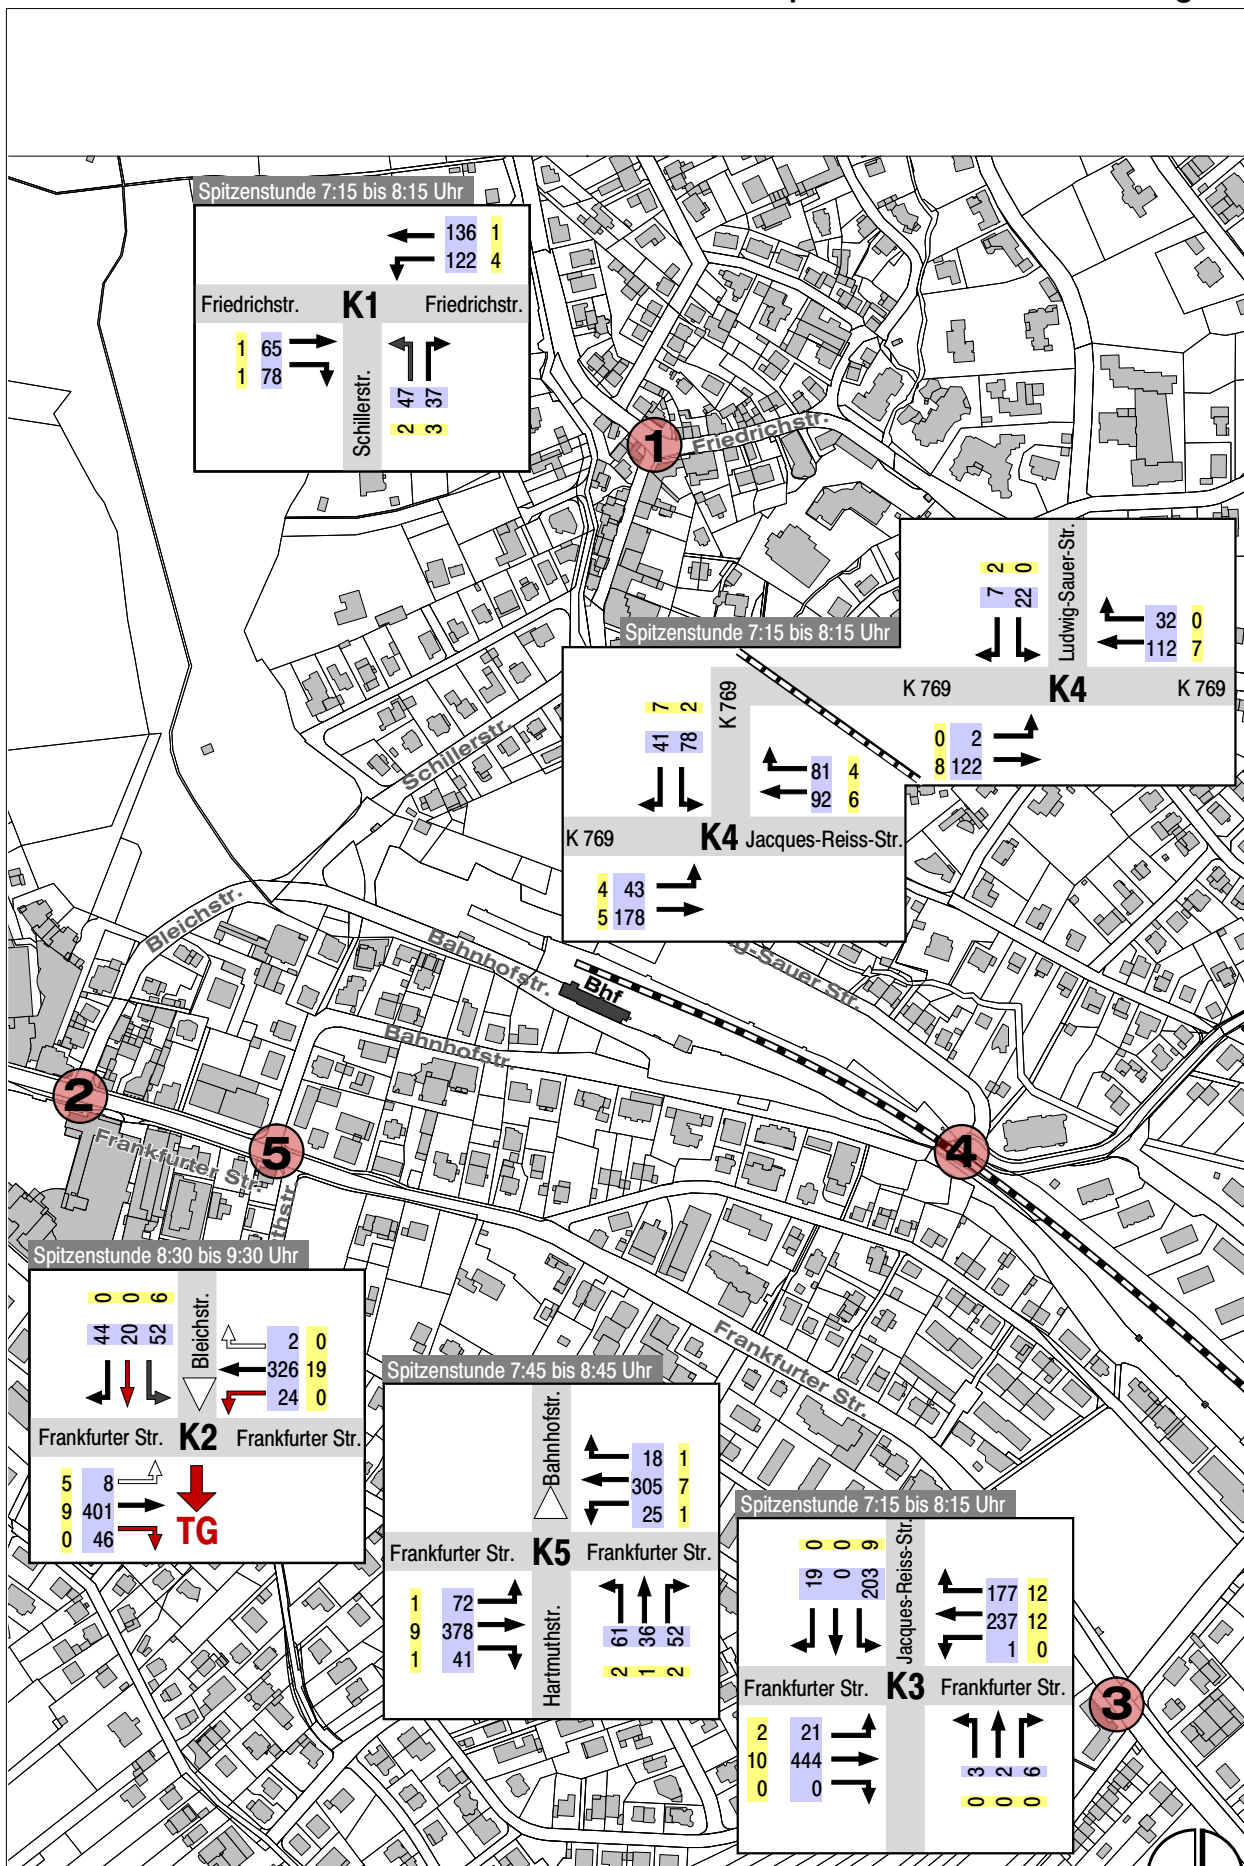 Spitzenstunde 7:15 bis 8:15 Uhr
136 1
122 4
Friedrichstr. K1 Friedrichstr.
1 65
1 78
Schillerstr.
47 37
2 3
1
Friedrichstr.
2 0
7 22
Ludwig-Sauer-Str.
32 0
112 7
K 769 K4 K 769
0 2
8 122
Spitzenstunde 7:15 bis 8:15 Uhr
7 2
41 78
K 769
81 4
92 6
K 769 K4 Jacques-Reiss-Str.
4 43
5 178
Schillerstr.
Bleichstr.
Bahnhofstr.
Bhf
g-Sauer Str.
Bahnhofstr.
2
5
4
Frankfurter Str.
thstr.
Frankfurter Str.
Spitzenstunde 8:30 bis 9:30 Uhr
0 0 6
44 20 52
Bleichstr.
2 0
326 19
24 0
Frankfurter Str. K2 Frankfurter Str.
5 8
9 401
0 46
TG
Spitzenstunde 7:45 bis 8:45 Uhr
Bahnhofstr.
18 1
305 7
25 1
Frankfurter Str. K5 Frankfurter Str.
1 72
9 378
1 41
Hartmuthstr.
61 36 52
2 1 2
Spitzenstunde 7:15 bis 8:15 Uhr
0 0 9
19 0 203
Jacques-Reiss-Str.
177 12
237 12
1 0
Frankfurter Str. K3 Frankfurter Str.
2 21
10 444
0 0
3 2 6
0 0 0
3